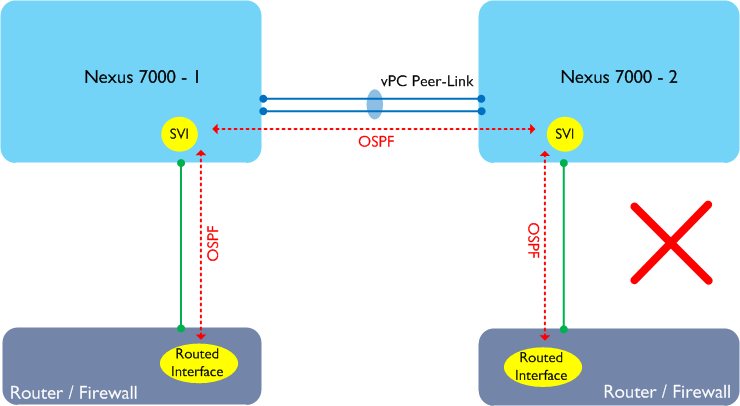 Nexus 7000 - 1
vPC Peer-Link
Nexus 7000 - 2
SVI
OSPF
SVI
OSPF
OSPF
Routed
Interface
Router / Firewall
Routed
Interface
Router / Firewall